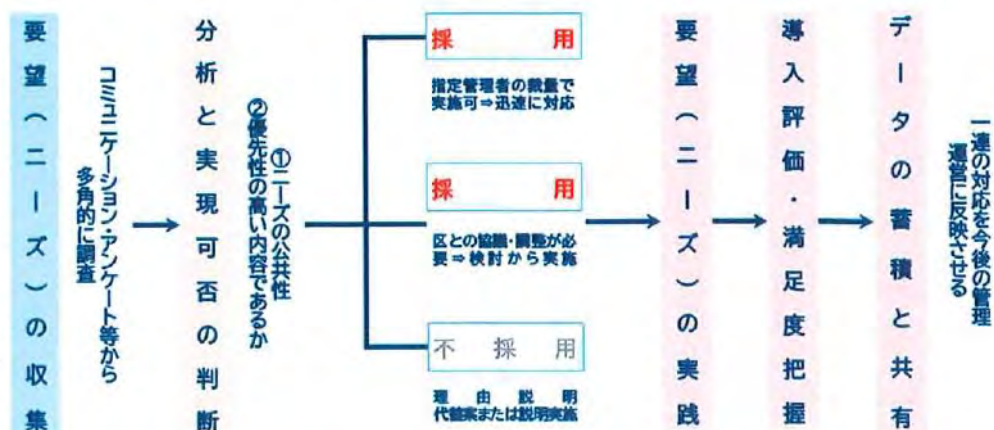 要望（ニーズ）の収集
コミュニケーション・アンケート等から
多角的に調査
分析と実現可否の判断
①ニーズの公共性
②優先性の高い内容であるか
採用
指定管理者の裁量で
実施可⇒迅速に対応
採用
区との協議・調整が必
要⇒検討から実施
不採用
理由説明
代替案または説明実施
要望（ニーズ）の実践
導入評価・満足度把握
データの蓄積と共有
一連の対応を今後の管理
運営に反映させる